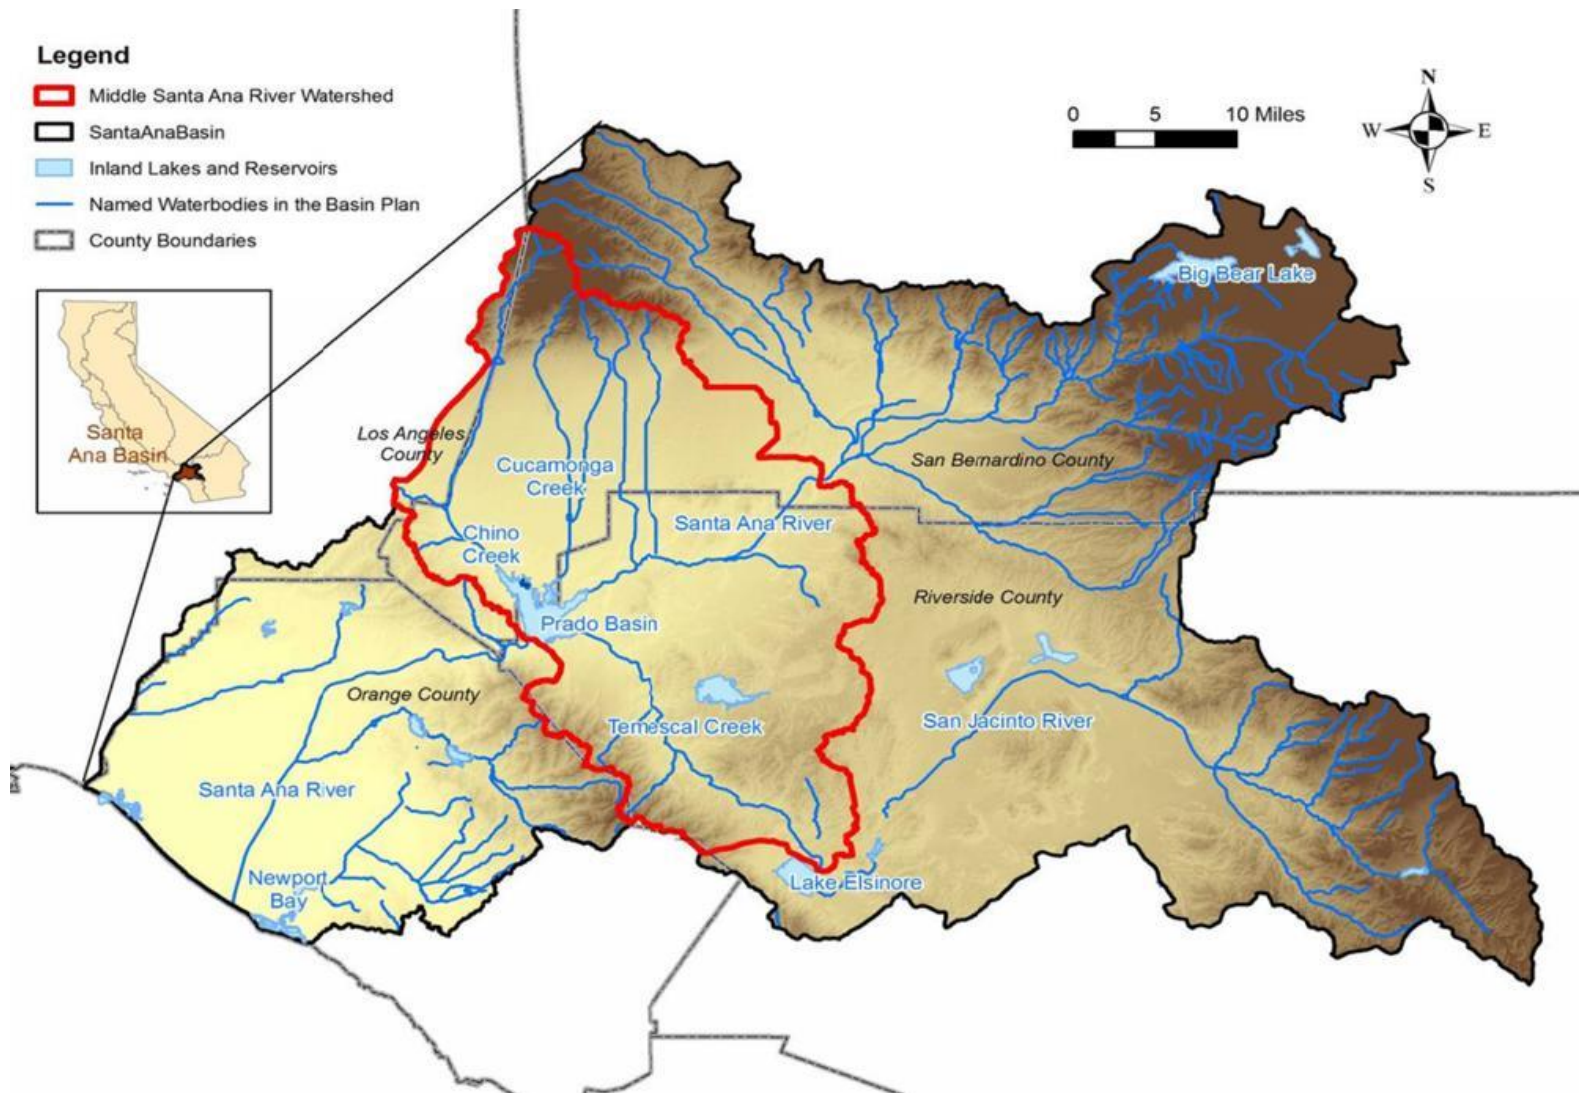 Legend
Middle Santa Ana River Watershed
SantaAnaBasin
Inland Lakes and Reservoirs
Named Waterbodies in the Basin Plan
County Boundaries
0 5 10 Miles
N
W E
S
Big Bear Lake
Santa
Ana Basin
Los Angeles
County
Cucamonga
Creek
San Bernardino County
Santa Ana River
Chino
Creek
Riverside County
Prado Basin
Orange County
Temescal Creek
San Jacinto River
Santa Ana River
Newport
Bay
Lake Elsinore